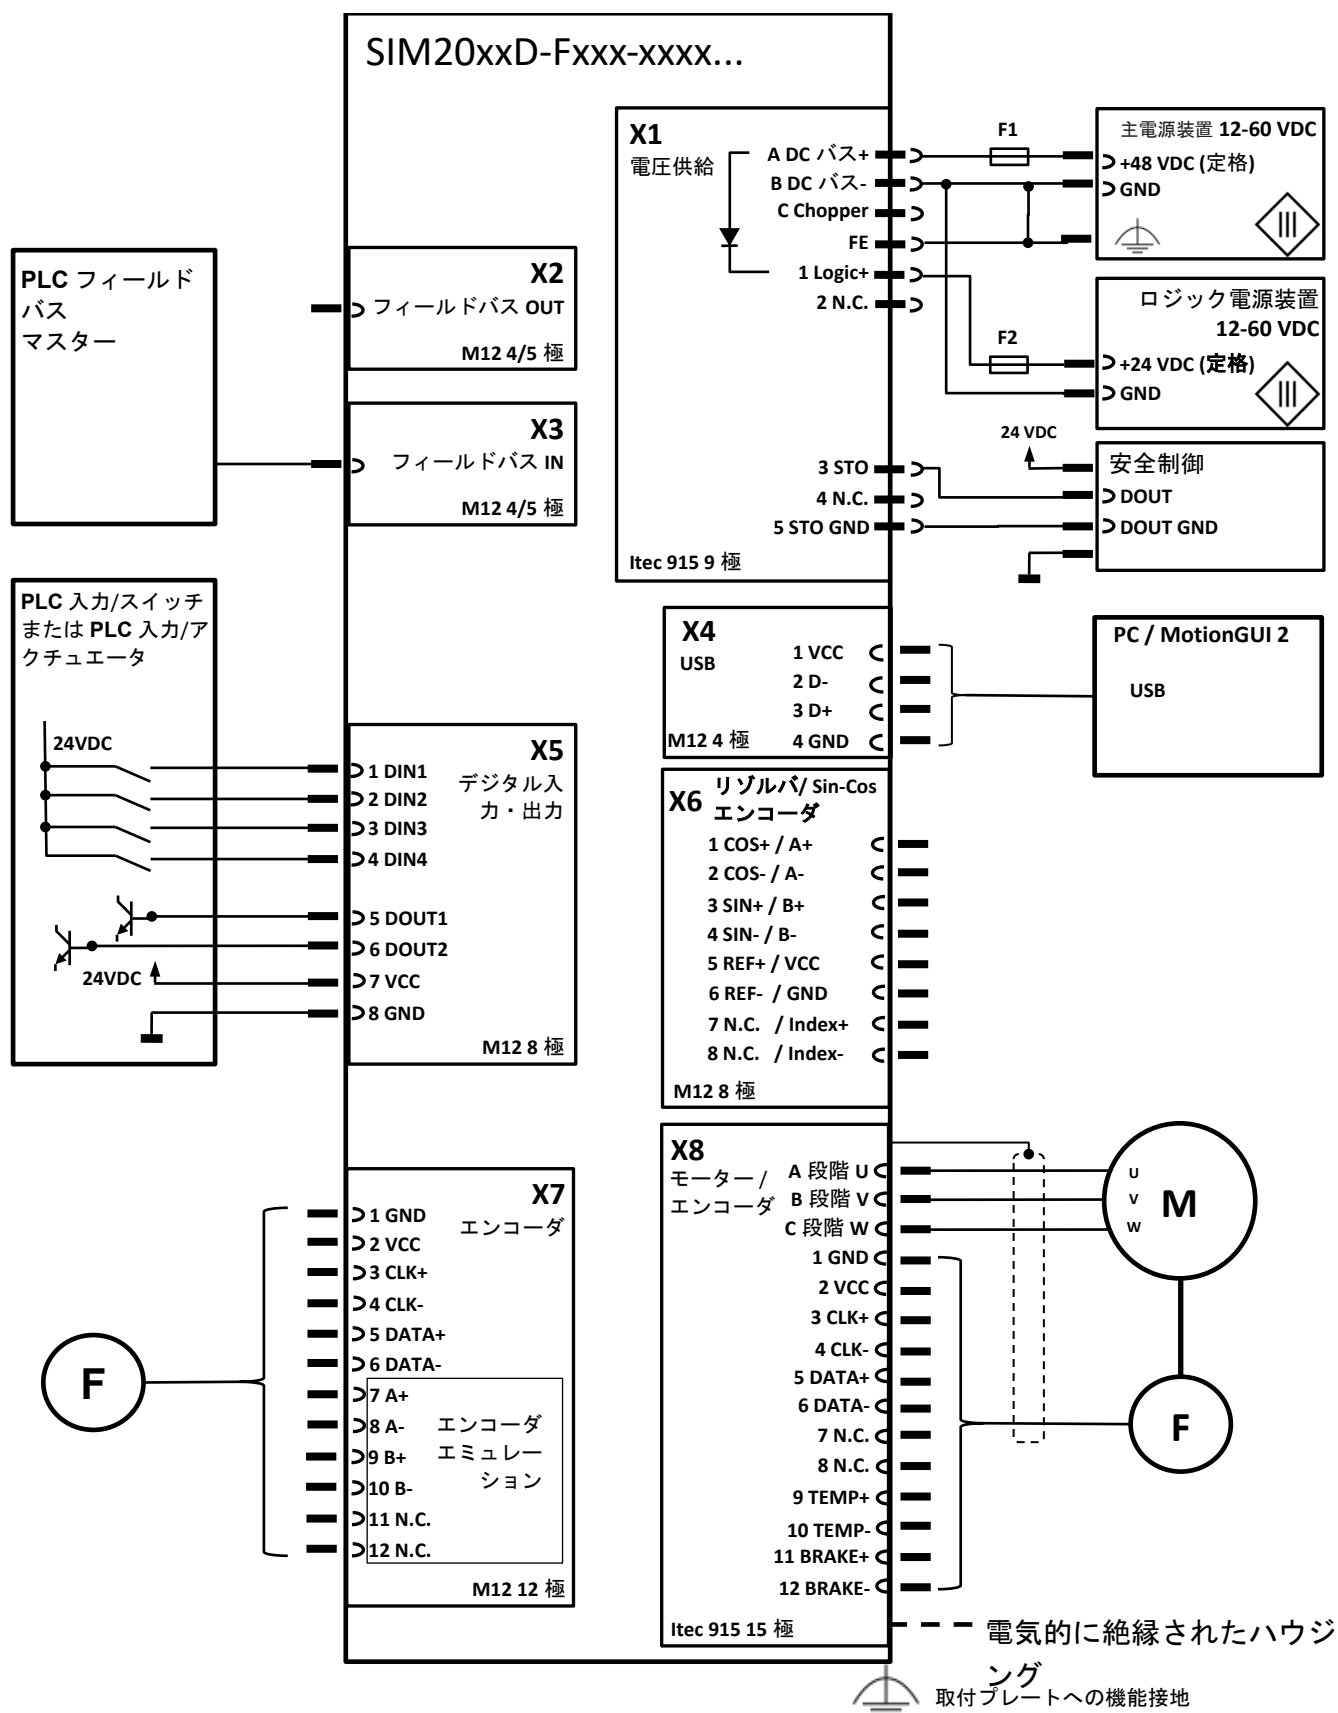 SIM20xxD-Fxxx-xxxx...
X1
電圧供給
A DC バス+
B DC バス-
C Chopper
FE
1 Logic+
2 N.C.
3 STO
4 N.C.
5 STO GND
Itec 915 9 極
F1
主電源装置 12-60 VDC
+48 VDC (定格)
GND
F2
ロジック電源装置
12-60 VDC
+24 VDC (定格)
GND
24 VDC
安全制御
DOUT
DOUT GND
PLC フィールド
バス
マスター
X2
フィールドバス OUT
M12 4/5 極
X3
フィールドバス IN
M12 4/5 極
X4
USB
1 VCC
2 D-
3 D+
4 GND
M12 4 極
PC / MotionGUI 2
USB
PLC 入力/スイッチ
または PLC 入力/ア
クチュエータ
24VDC
24VDC
X5
デジタル入
力・出力
1 DIN1
2 DIN2
3 DIN3
4 DIN4
5 DOUT1
6 DOUT2
7 VCC
8 GND
M12 8 極
X6
リゾルバ/ Sin-Cos
エンコーダ
1 COS+ / A+
2 COS- / A-
3 SIN+ / B+
4 SIN- / B-
5 REF+ / VCC
6 REF- / GND
7 N.C. / Index+
8 N.C. / Index-
M12 8 極
X7
エンコーダ
1 GND
2 VCC
3 CLK+
4 CLK-
5 DATA+
6 DATA-
7 A+
8 A-
9 B+
10 B-
11 N.C.
12 N.C.
エンコーダ
エミュレー
ション
M12 12 極
F
X8
モーター /
エンコーダ
A 段階 U
B 段階 V
C 段階 W
1 GND
2 VCC
3 CLK+
4 CLK-
5 DATA+
6 DATA-
7 N.C.
8 N.C.
9 TEMP+
10 TEMP-
11 BRAKE+
12 BRAKE-
Itec 915 15 極
U
V
W
M
F
電気的に絶縁されたハウジ
ング
取付プレートへの機能接地